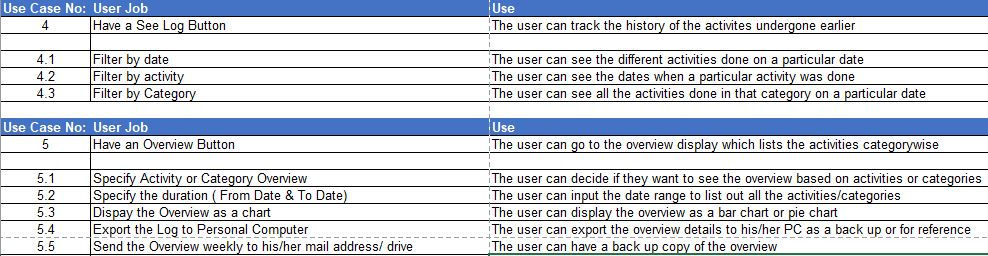 Use Case No: User Job Use
4 Have a See Log Button The user can track the history of the activites undergone earlier
4.1 Filter by date The user can see the different activities done on a particular date
4.2 Filter by activity The user can see the dates when a particular activity was done
4.3 Filter by Category The user can see all the activities done in that category on a particular date
Use Case No: User Job Use
5 Have an Overview Button The user can go to the overview display which lists the activities categorywise
5.1 Specify Activity or Category Overview The user can decide if they want to see the overview based on activities or categories
5.2 Specify the duration ( From Date & To Date) The user can input the date range to list out all the activities/categories
5.3 Dispay the Overview as a chart The user can display the overview as a bar chart or pie chart
5.4 Export the Log to Personal Computer The user can export the overview details to his/her PC as a back up or for reference
5.5 Send the Overview weekly to his/her mail address/ drive The user can have a back up copy of the overview